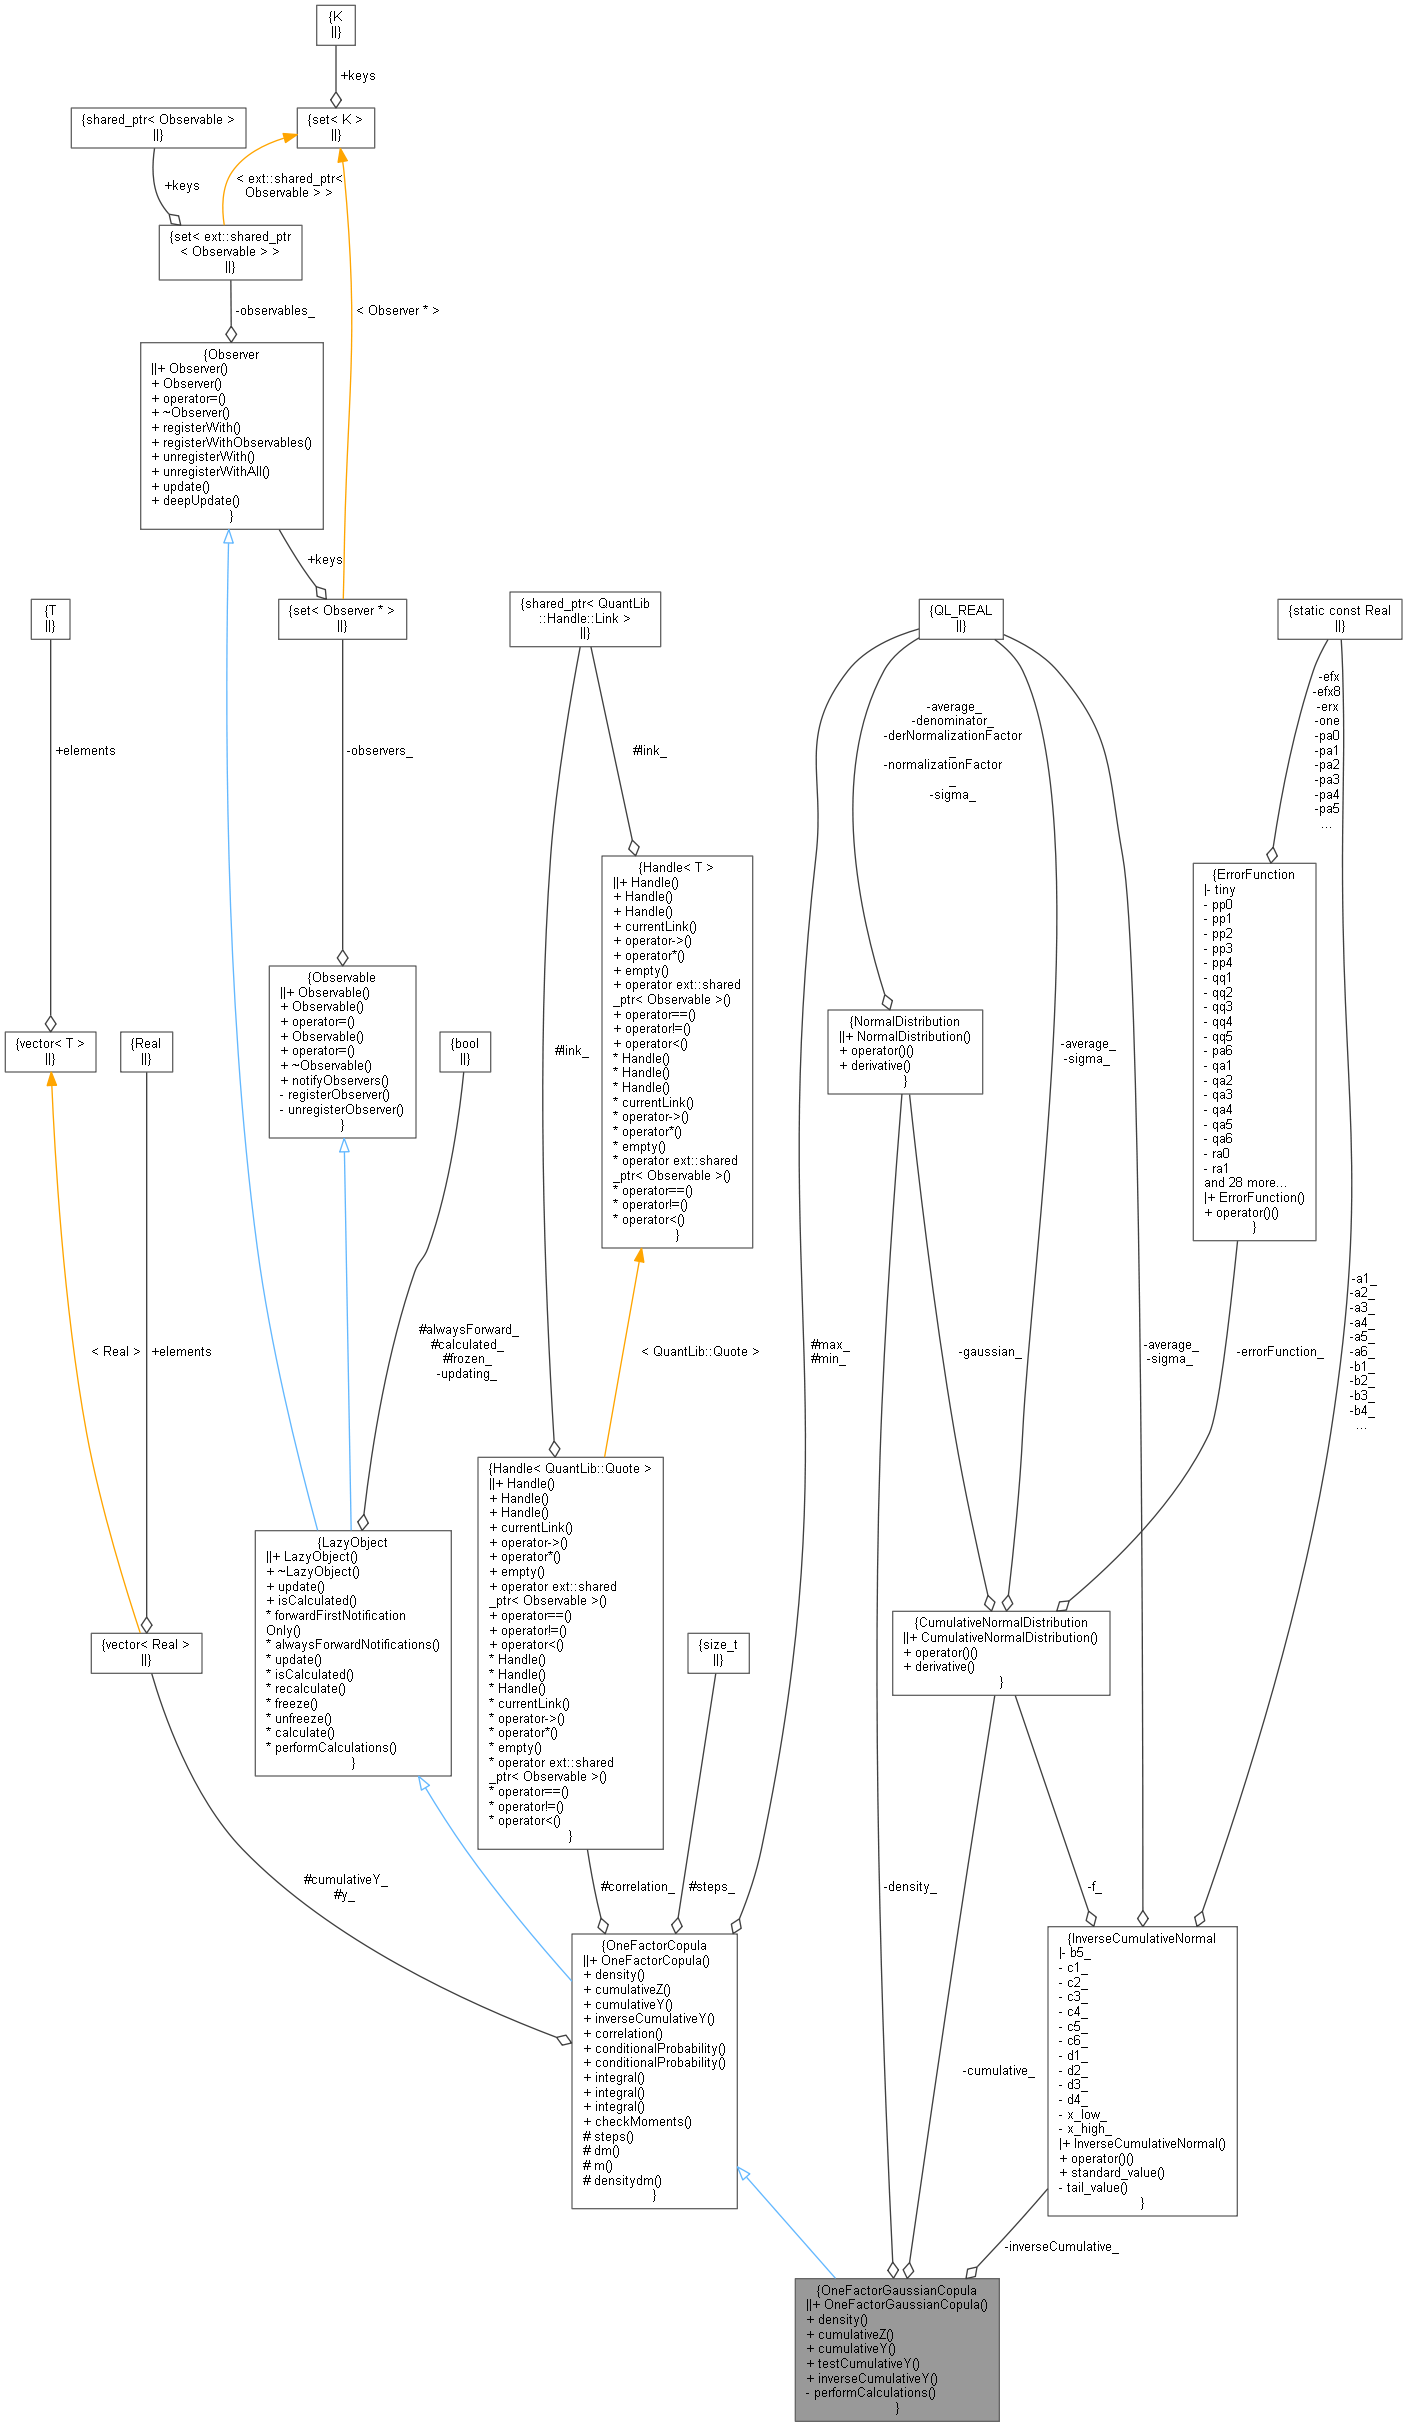 {K
||}
+keys
{shared_ptr< Observable >
||}
{set< K >
||}
+keys
< ext::shared_ptr<
Observable > >
{set< ext::shared_ptr
< Observable > >
||}
-observables_
< Observer * >
{Observer
||+ Observer()
+ Observer()
+ operator=()
+ ~Observer()
+ registerWith()
+ registerWithObservables()
+ unregisterWith()
+ unregisterWithAll()
+ update()
+ deepUpdate()
}
+keys
{T
||}
{set< Observer * >
||}
{shared_ptr< QuantLib
::Handle::Link >
||}
{QL_REAL
||}
{static const Real
||}
+elements
-observers_
#link_
-average_
-denominator_
-derNormalizationFactor
_
-normalizationFactor
_
-sigma_
-efx
-efx8
-erx
-one
-pa0
-pa1
-pa2
-pa3
-pa4
-pa5
...
{Handle< T >
||+ Handle()
+ Handle()
+ Handle()
+ currentLink()
+ operator->()
+ operator*()
+ empty()
+ operator ext::shared
_ptr< Observable >()
+ operator==()
+ operator!=()
+ operator<()
* Handle()
* Handle()
* Handle()
* currentLink()
* operator->()
* operator*()
* empty()
* operator ext::shared
_ptr< Observable >()
* operator==()
* operator!=()
* operator<()
}
{ErrorFunction
|- tiny
- pp0
- pp1
- pp2
- pp3
- pp4
- qq1
- qq2
- qq3
- qq4
- qq5
- pa6
- qa1
- qa2
- qa3
- qa4
- qa5
- qa6
- ra0
- ra1
and 28 more...
|+ ErrorFunction()
+ operator()()
}
{Observable
||+ Observable()
+ Observable()
+ operator=()
+ Observable()
+ operator=()
+ ~Observable()
+ notifyObservers()
- registerObserver()
- unregisterObserver()
}
{vector< T >
||}
{Real
||}
{bool
||}
#link_
{NormalDistribution
||+ NormalDistribution()
+ operator()()
+ derivative()
}
-average_
-sigma_
< Real >
+elements
#alwaysForward_
#calculated_
#frozen_
-updating_
< QuantLib::Quote >
#max_
#min_
-gaussian_
-average_
-sigma_
-errorFunction_
-a1_
-a2_
-a3_
-a4_
-a5_
-a6_
-b1_
-b2_
-b3_
-b4_
...
{Handle< QuantLib::Quote >
||+ Handle()
+ Handle()
+ Handle()
+ currentLink()
+ operator->()
+ operator*()
+ empty()
+ operator ext::shared
_ptr< Observable >()
+ operator==()
+ operator!=()
+ operator<()
* Handle()
* Handle()
* Handle()
* currentLink()
* operator->()
* operator*()
* empty()
* operator ext::shared
_ptr< Observable >()
* operator==()
* operator!=()
* operator<()
}
{LazyObject
||+ LazyObject()
+ ~LazyObject()
+ update()
+ isCalculated()
* forwardFirstNotification
Only()
* alwaysForwardNotifications()
* update()
* isCalculated()
* recalculate()
* freeze()
* unfreeze()
* calculate()
* performCalculations()
}
{vector< Real >
||}
{size_t
||}
{CumulativeNormalDistribution
||+ CumulativeNormalDistribution()
+ operator()()
+ derivative()
}
#cumulativeY_
#y_
#correlation_
#steps_
-density_
-f_
{OneFactorCopula
||+ OneFactorCopula()
+ density()
+ cumulativeZ()
+ cumulativeY()
+ inverseCumulativeY()
+ correlation()
+ conditionalProbability()
+ conditionalProbability()
+ integral()
+ integral()
+ integral()
+ checkMoments()
# steps()
# dm()
# m()
# densitydm()
}
-cumulative_
{InverseCumulativeNormal
|- b5_
- c1_
- c2_
- c3_
- c4_
- c5_
- c6_
- d1_
- d2_
- d3_
- d4_
- x_low_
- x_high_
|+ InverseCumulativeNormal()
+ operator()()
+ standard_value()
- tail_value()
}
-inverseCumulative_
{OneFactorGaussianCopula
||+ OneFactorGaussianCopula()
+ density()
+ cumulativeZ()
+ cumulativeY()
+ testCumulativeY()
+ inverseCumulativeY()
- performCalculations()
}